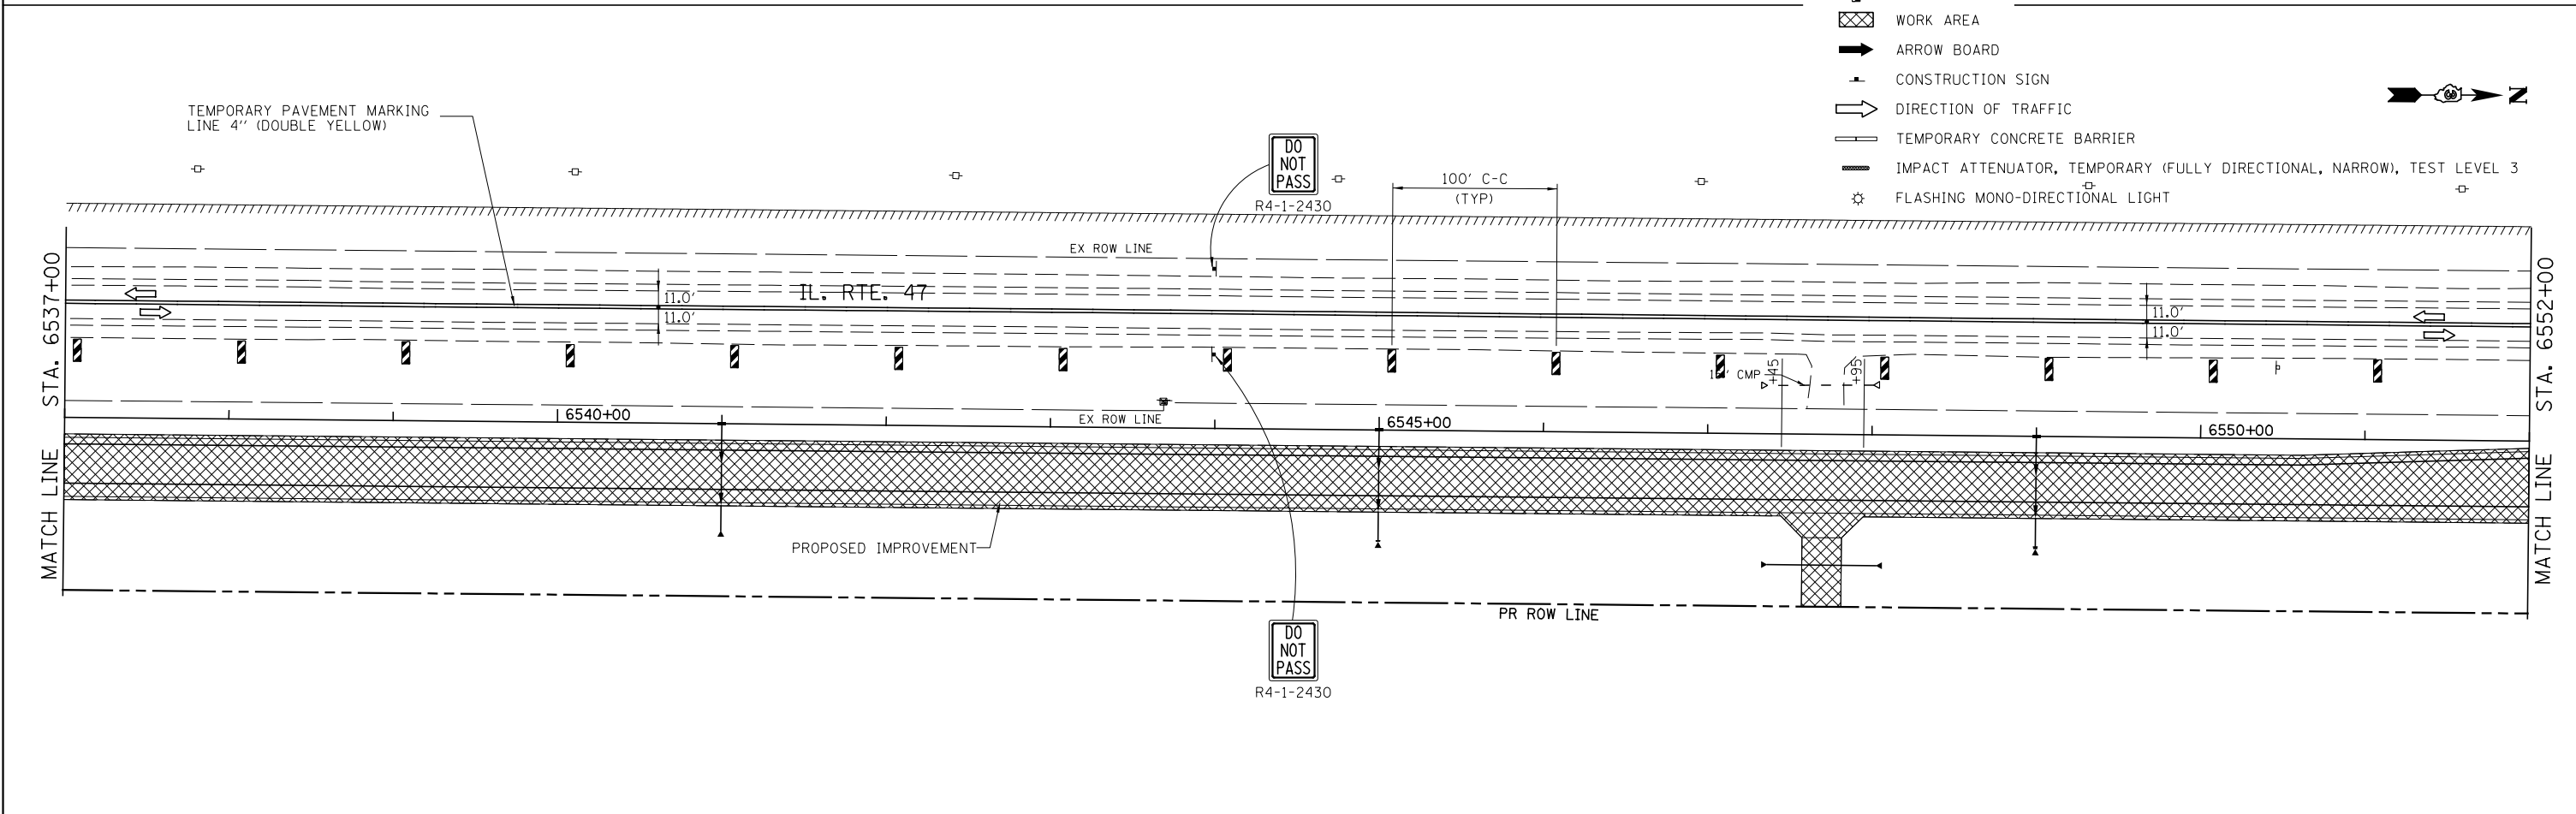 WORK AREA
ARROW BOARD
CONSTRUCTION SIGN
DIRECTION OF TRAFFIC
TEMPORARY CONCRETE BARRIER
IMPACT ATTENUATOR, TEMPORARY (FULLY DIRECTIONAL, NARROW), TEST LEVEL 3
FLASHING MONO-DIRECTIONAL LIGHT
N
TEMPORARY PAVEMENT MARKING
LINE 4'' (DOUBLE YELLOW)
DO
NOT
PASS
R4-1-2430
100' C-C
(TYP)
EX ROW LINE
IL. RTE. 47
11.0'
11.0'
11.0'
11.0'
MATCH LINE STA. 6537+00
MATCH LINE STA. 6552+00
CMP
+45
+95
6540+00
EX ROW LINE
6545+00
6550+00
PROPOSED IMPROVEMENT
PR ROW LINE
DO
NOT
PASS
R4-1-2430